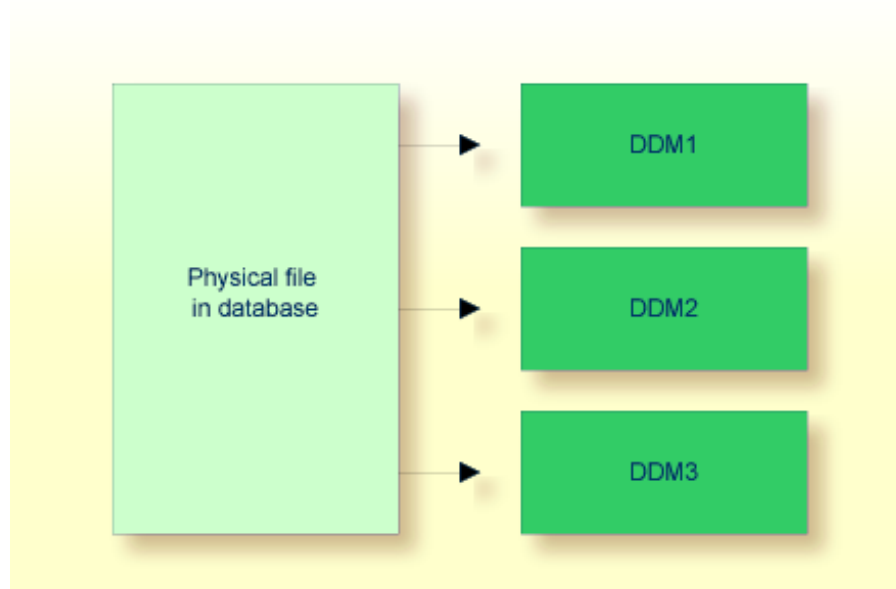 Physical file
in database
DDM1
DDM2
DDM3